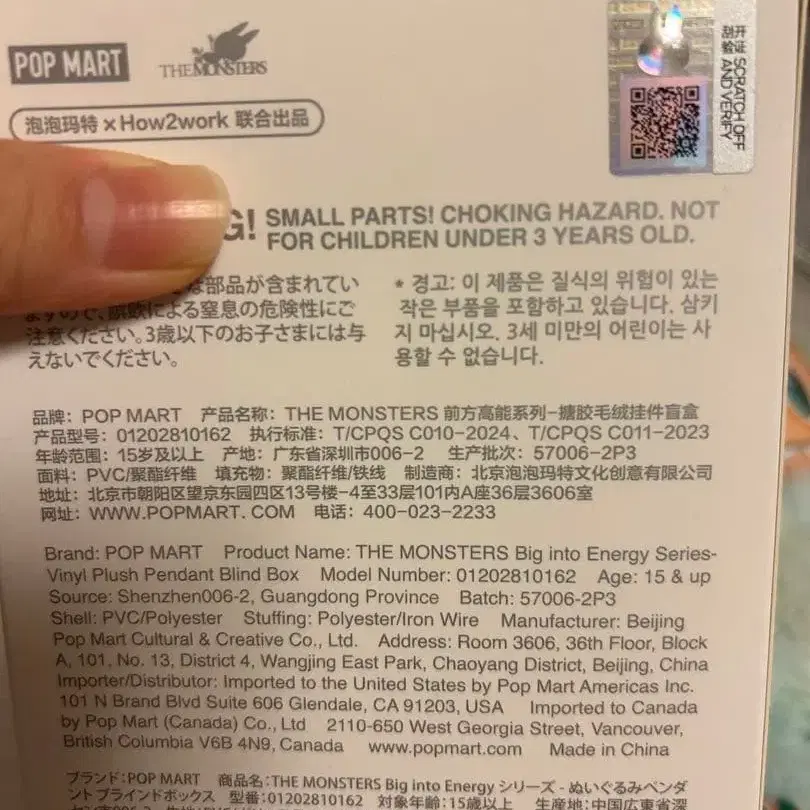 POP MART
THE MONSTERS
开涂 SCRATCH OFF
刮验 AND VERIFY
泡泡玛特 × How2work 联合出品
G! SMALL PARTS! CHOKING HAZARD. NOT
FOR CHILDREN UNDER 3 YEARS OLD.
部品が含まれてい
ますので、誤飲による窒息の危険性にご
注意ください。3歳以下のお子さまには与
えないでください。
* 경고: 이 제품은 질식의 위험이 있는
작은 부품을 포함하고 있습니다. 삼키
지 마십시오. 3세 미만의 어린이는 사
용할 수 없습니다.
品牌: POP MART 产品名称: THE MONSTERS 前方高能系列-搪胶毛绒挂件盲盒
产品型号: 01202810162 执行标准: T/CPQS C010-2024、T/CPQS C011-2023
年龄范围: 15岁及以上 产地: 广东省深圳市006-2 生产批次: 57006-2P3
面料: PVC/聚酯纤维 填充物: 聚酯纤维/铁线 制造商: 北京泡泡玛特文化创意有限公司
地址: 北京市朝阳区望京东园四区13号楼-4至33层101内A座36层3606室
网址: WWW.POPMART.COM 电话: 400-023-2233
Brand: POP MART Product Name: THE MONSTERS Big into Energy Series-
Vinyl Plush Pendant Blind Box Model Number: 01202810162 Age: 15 & up
Source: Shenzhen006-2, Guangdong Province Batch: 57006-2P3
Shell: PVC/Polyester Stuffing: Polyester/Iron Wire Manufacturer: Beijing
Pop Mart Cultural & Creative Co., Ltd. Address: Room 3606, 36th Floor, Block
A, 101, No. 13, District 4, Wangjing East Park, Chaoyang District, Beijing, China
Importer/Distributor: Imported to the United States by Pop Mart Americas Inc.
101 N Brand Blvd Suite 606 Glendale, CA 91203, USA Imported to Canada
by Pop Mart (Canada) Co., Ltd 2110-650 West Georgia Street, Vancouver,
British Columbia V6B 4N9, Canada www.popmart.com Made in China
ブランド:POP MART 商品名:THE MONSTERS Big into Energy シリーズ - ぬいぐるみペンダ
ント ブラインドボックス 型番:01202810162 対象年齢:15歳以上 生産地:中国広東省深